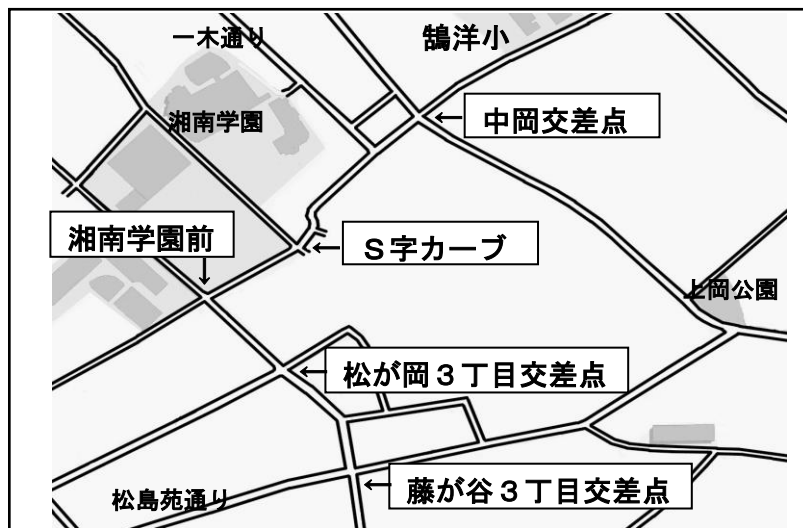 一木通り
鵠洋小
湘南学園
中岡交差点
湘南学園前
S字カーブ
上岡公園
松が岡3丁目交差点
松島苑通り
藤が谷3丁目交差点